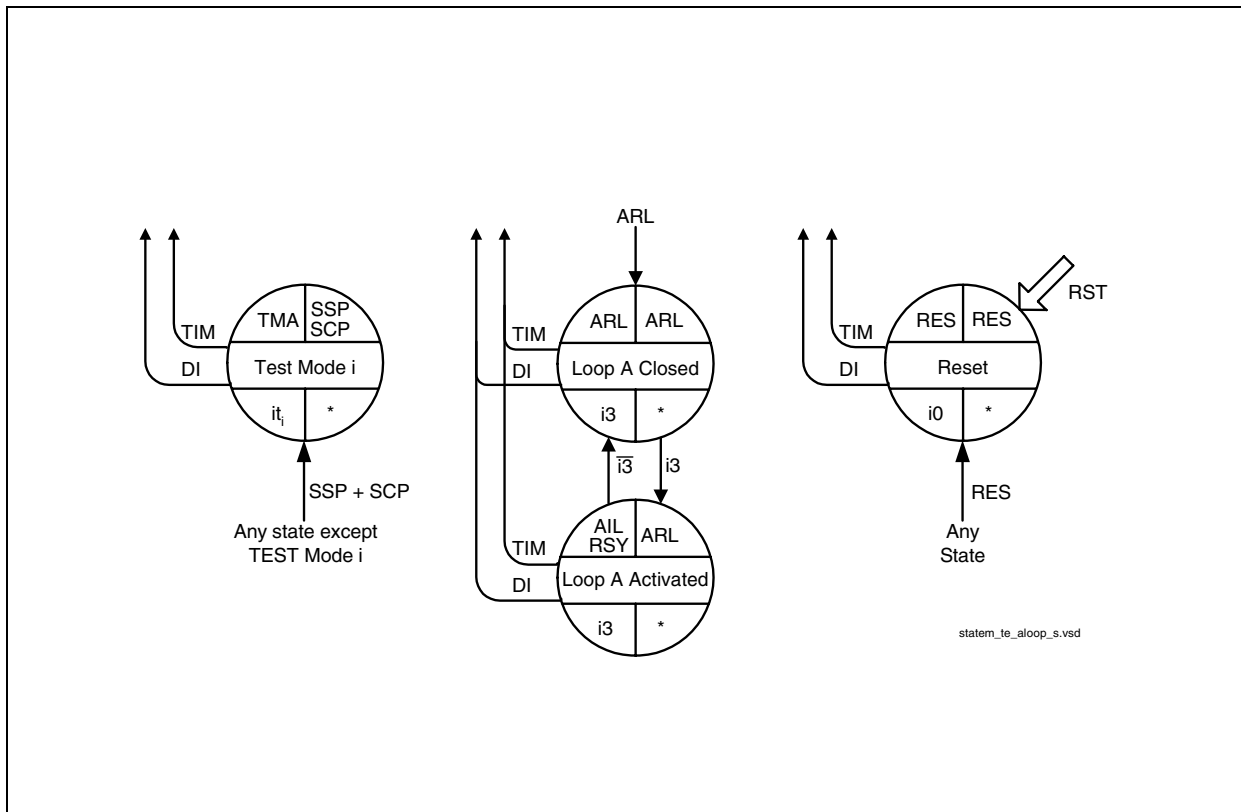 TIM
DI
TMA
SSP
SCP
Test Mode i
it_i
*
SSP + SCP
Any state except
TEST Mode i
ARL
TIM
DI
ARL
ARL
Loop A Closed
i3
*
i̅3̅
i3
TIM
DI
AIL
RSY
ARL
Loop A Activated
i3
*
RST
TIM
DI
RES
RES
Reset
i0
*
RES
Any
State
statem_te_aloop_s.vsd